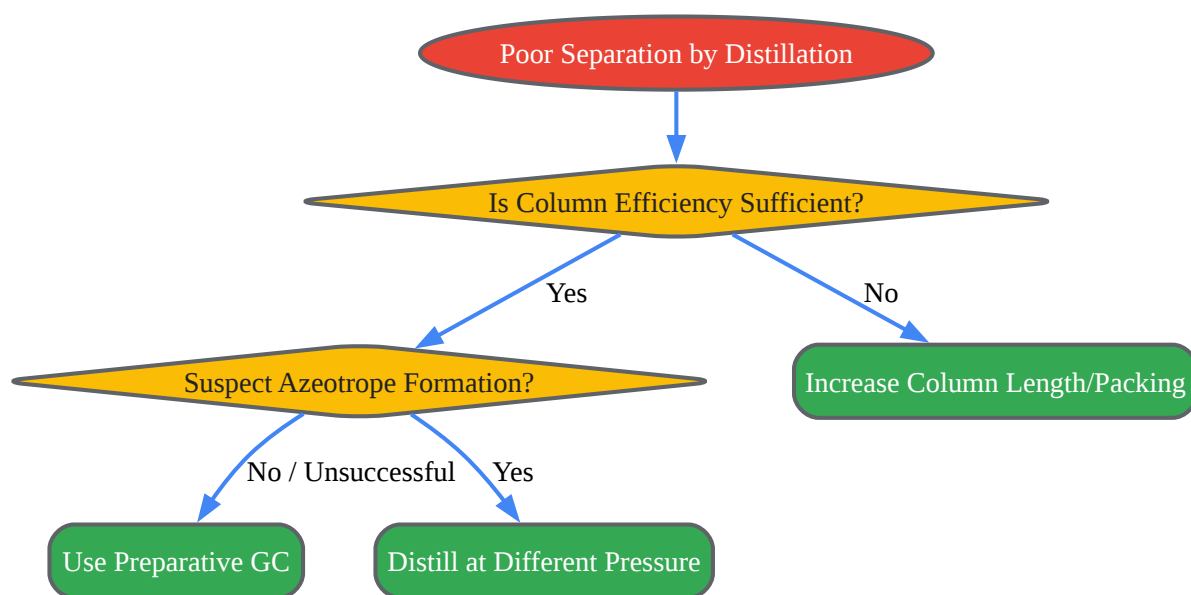 Poor Separation by Distillation
Is Column Efficiency Sufficient?
Yes
No
Suspect Azeotrope Formation?
Increase Column Length/Packing
No / Unsuccessful
Yes
Use Preparative GC
Distill at Different Pressure